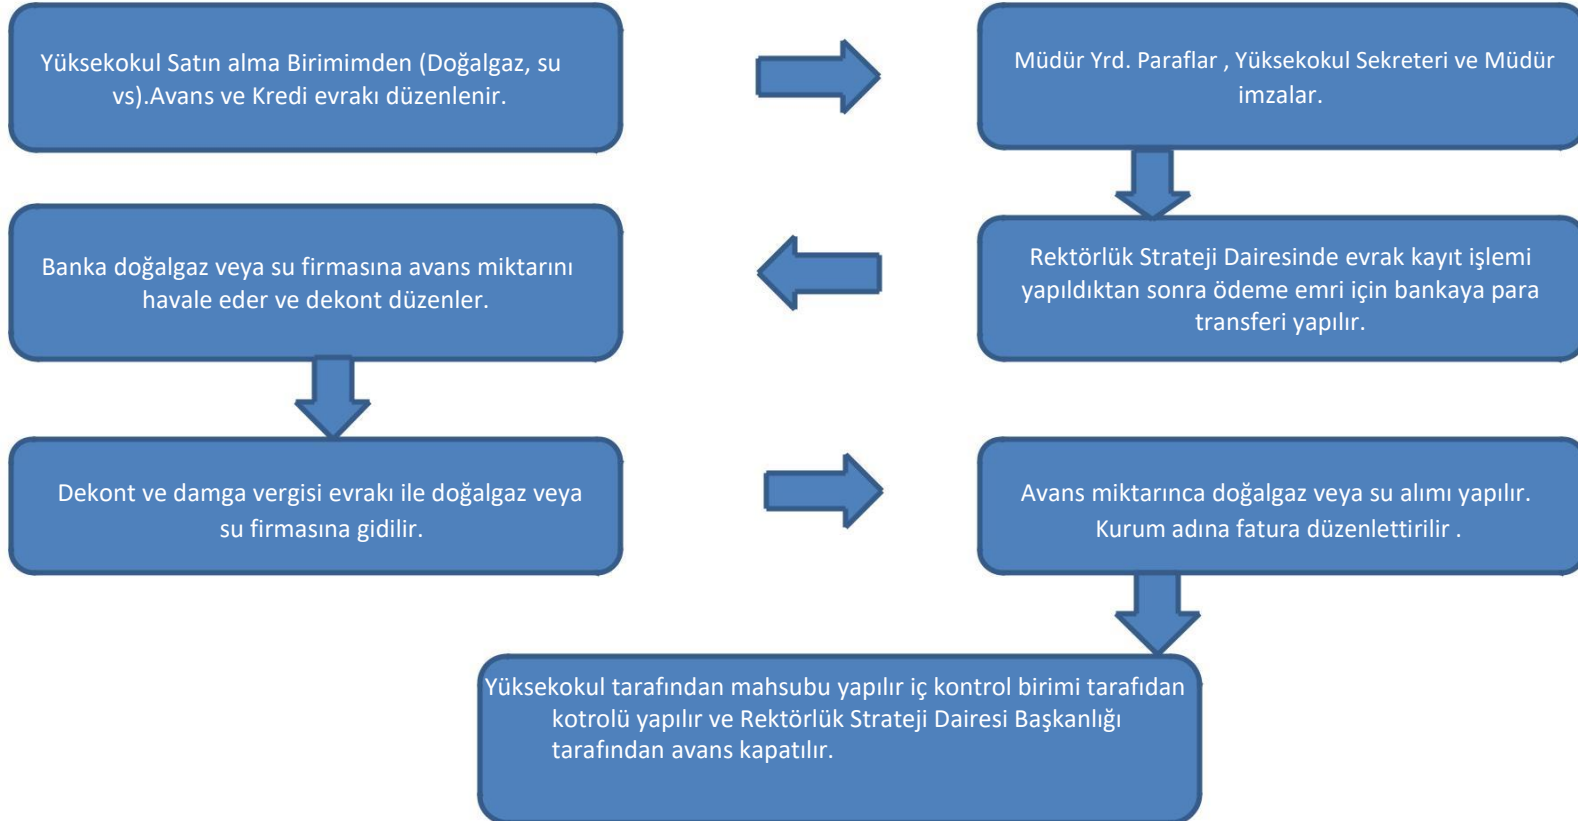 Yüksekokul Satın alma Birimimden (Doğalgaz, su
vs).Avans ve Kredi evrakı düzenlenir.
Müdür Yrd. Paraflar , Yüksekokul Sekreteri ve Müdür
imzalar.
Rektörlük Strateji Dairesinde evrak kayıt işlemi
yapıldıktan sonra ödeme emri için bankaya para
transferi yapılır.
Banka doğalgaz veya su firmasına avans miktarını
havale eder ve dekont düzenler.
Dekont ve damga vergisi evrakı ile doğalgaz veya
su firmasına gidilir.
Avans miktarınca doğalgaz veya su alımı yapılır.
Kurum adına fatura düzenlettirilir .
Yüksekokul tarafından mahsubu yapılır iç kontrol birimi tarafıdan
kotrolü yapılır ve Rektörlük Strateji Dairesi Başkanlığı
tarafından avans kapatılır.